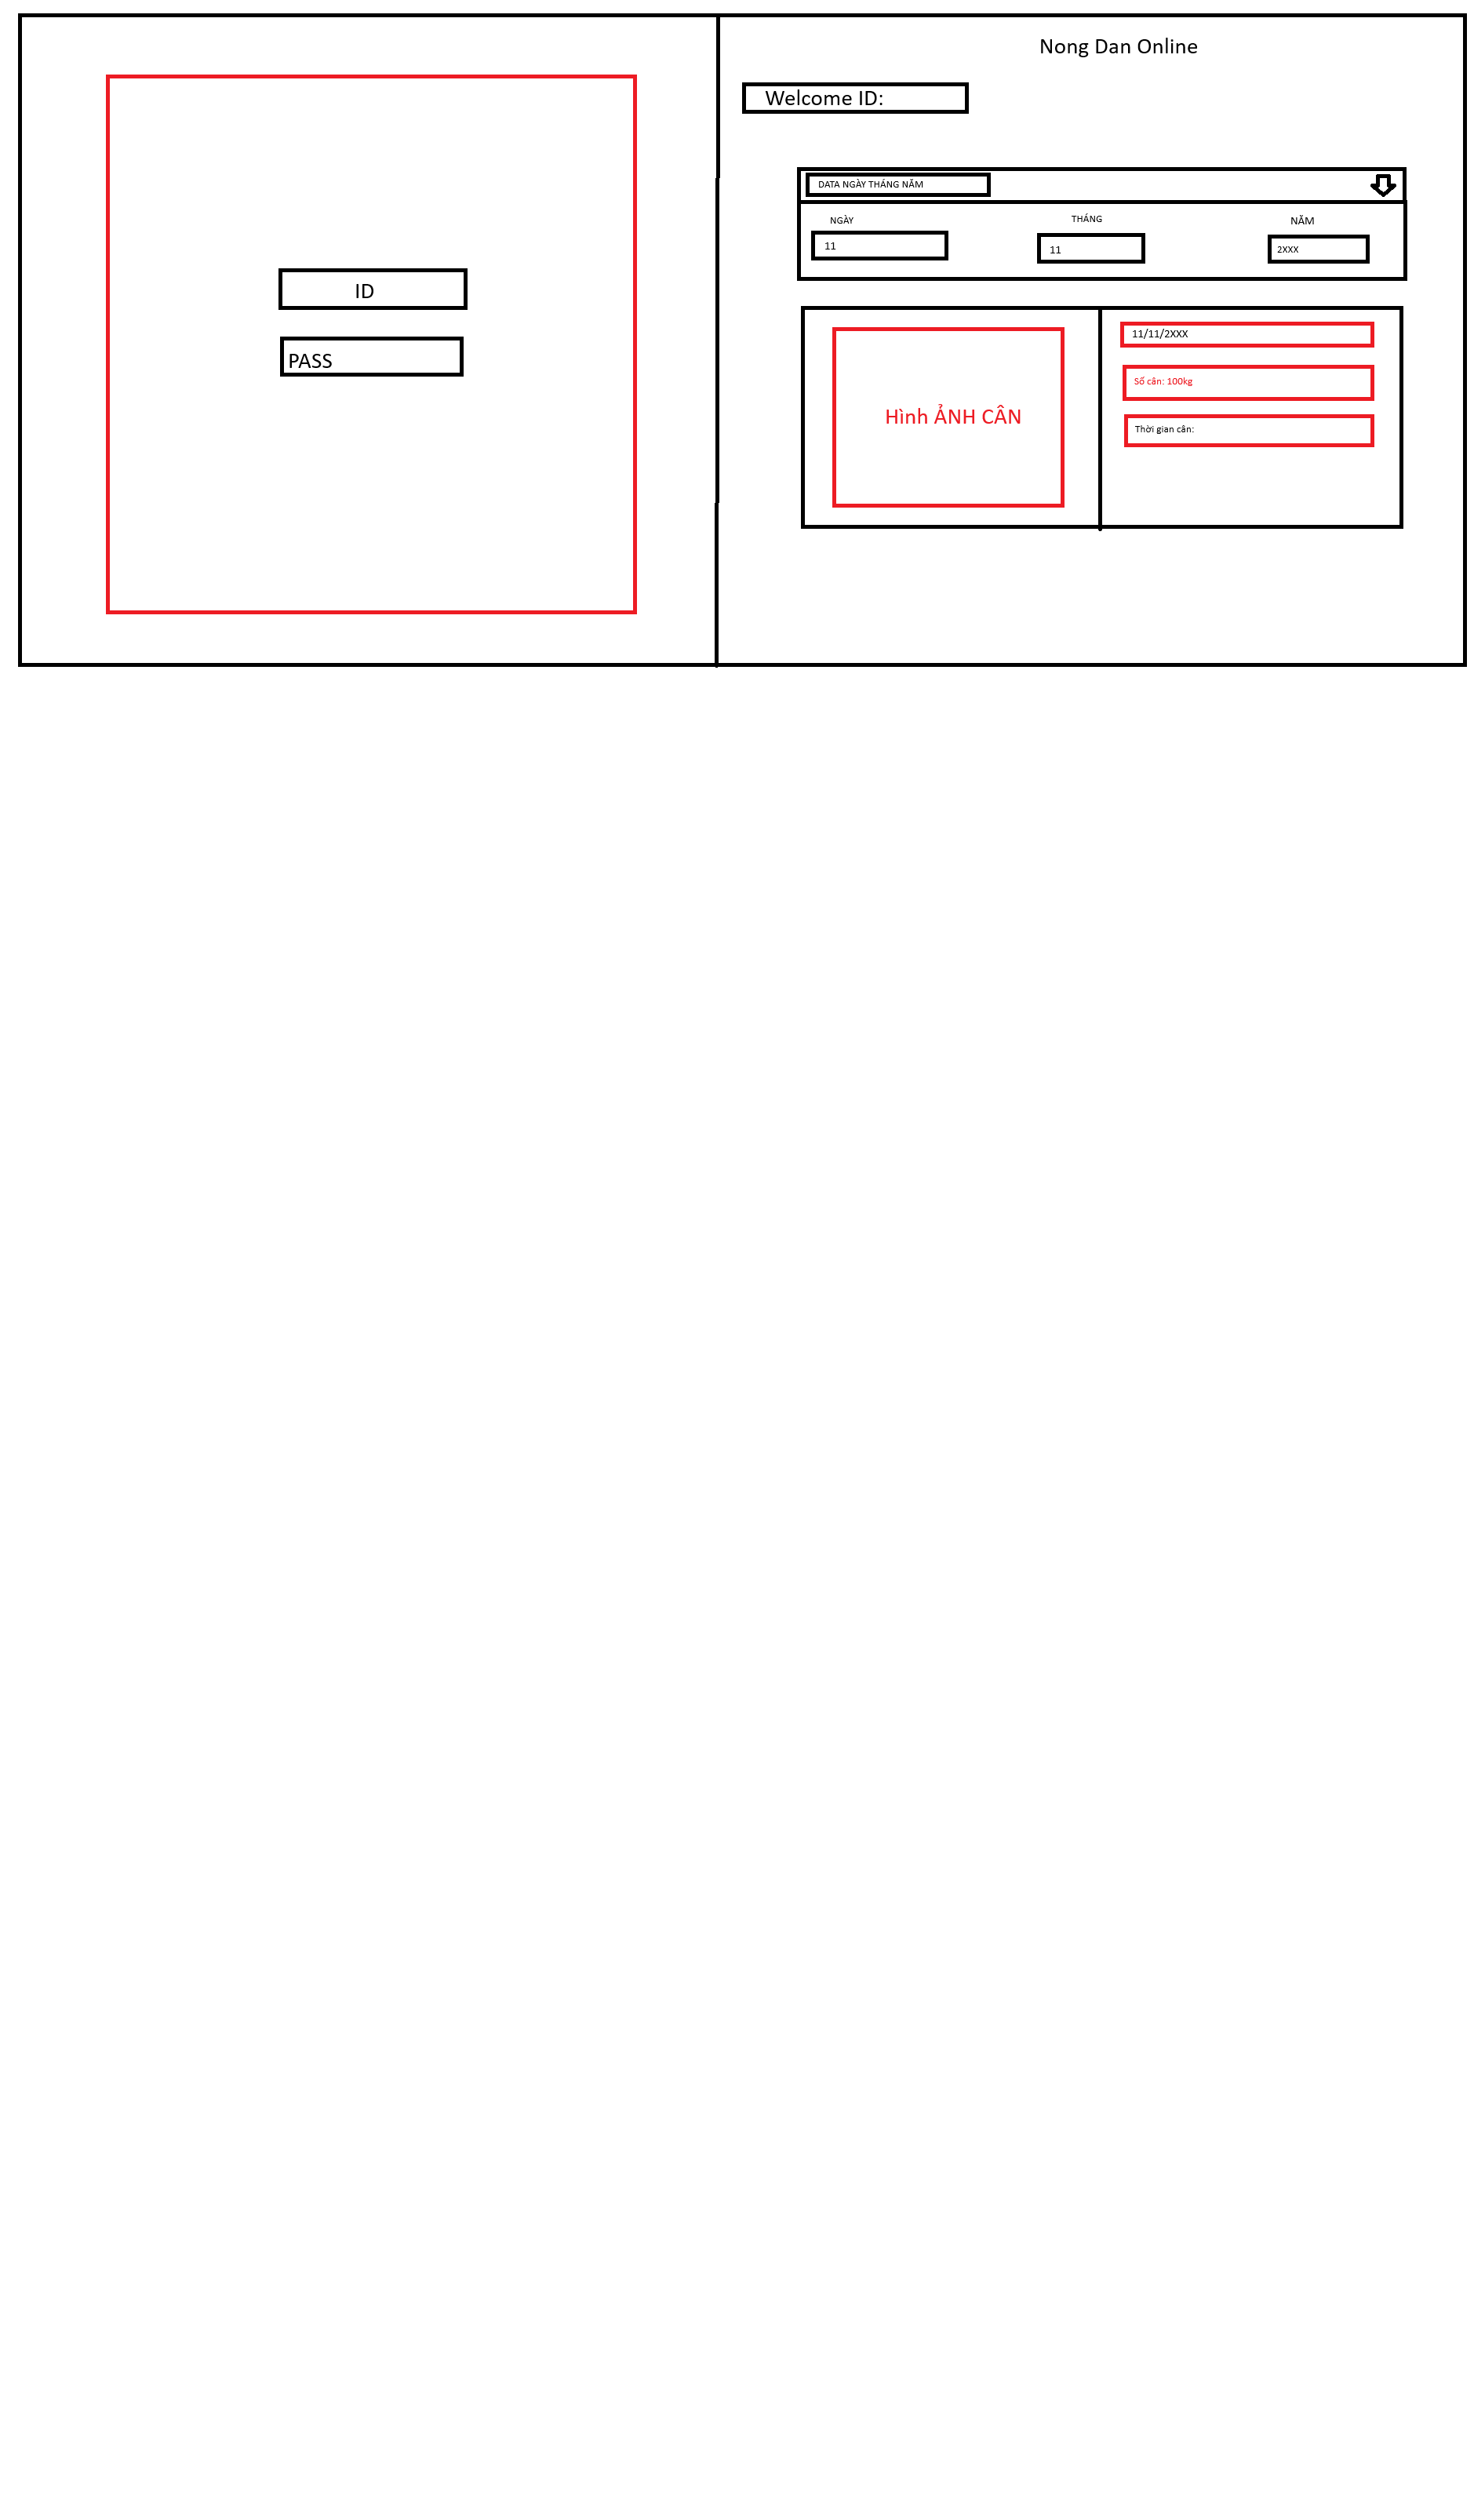 ID
PASS
Nong Dan Online
Welcome ID:
DATA NGÀY THÁNG NĂM
NGÀY
THÁNG
NĂM
11
11
2XXX
Hình ẢNH CÂN
11/11/2XXX
Số cân: 100kg
Thời gian cân: